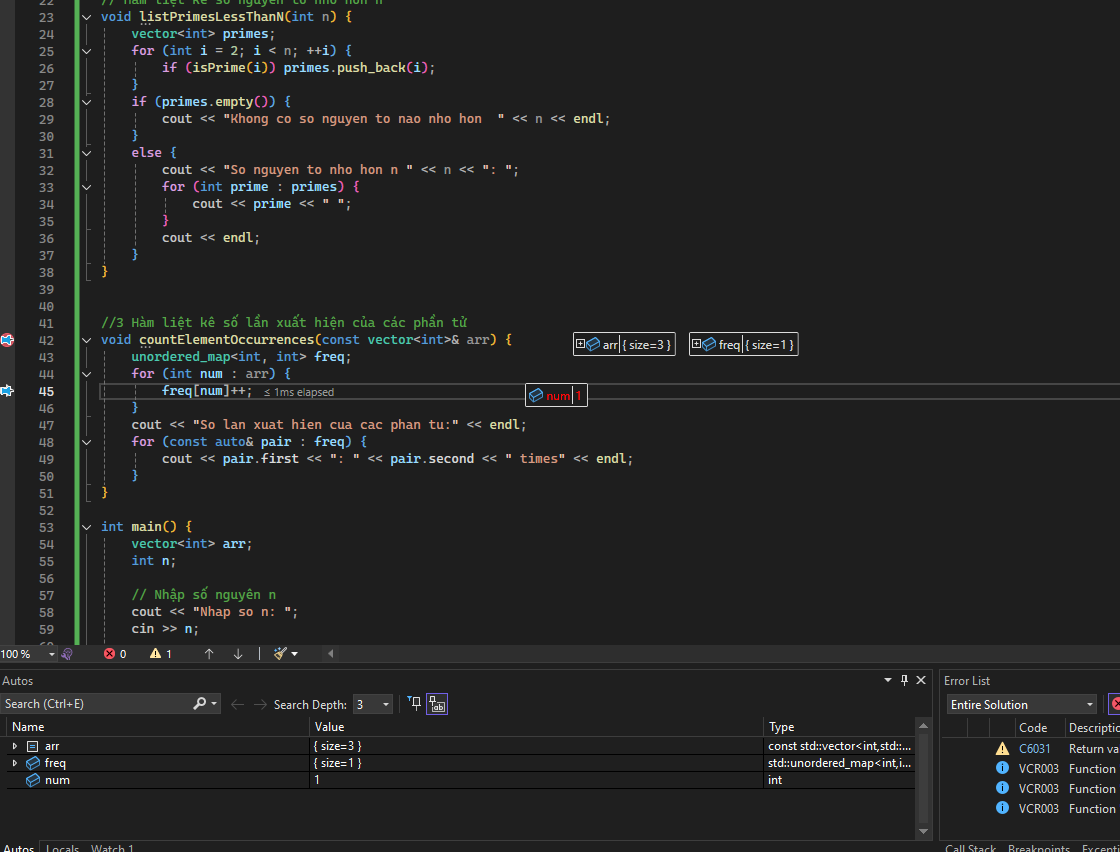 22 // Hàm liệt kê số nguyên tố nhỏ hơn n
23 void listPrimesLessThanN(int n) {
24 vector<int> primes;
25 for (int i = 2; i < n; ++i) {
26 if (isPrime(i)) primes.push_back(i);
27 }
28 if (primes.empty()) {
29 cout << "Khong co so nguyen to nao nho hon  " << n << endl;
30 }
31 else {
32 cout << "So nguyen to nho hon n " << n << ": ";
33 for (int prime : primes) {
34 cout << prime << " ";
35 }
36 cout << endl;
37 }
38 }
39
40
41 //3 Hàm liệt kê số lần xuất hiện của các phần tử
42 void countElementOccurrences(const vector<int>& arr) { arr { size=3 } freq { size=1 }
43 unordered_map<int, int> freq;
44 for (int num : arr) {
45 freq[num]++; ≤ 1ms elapsed num 1
46 }
47 cout << "So lan xuat hien cua cac phan tu:" << endl;
48 for (const auto& pair : freq) {
49 cout << pair.first << ": " << pair.second << " times" << endl;
50 }
51 }
52
53 int main() {
54 vector<int> arr;
55 int n;
56
57 // Nhập số nguyên n
58 cout << "Nhap so n: ";
59 cin >> n;
100 % 0 1
Autos
Search (Ctrl+E) Search Depth: 3
Name Value Type
arr { size=3 } const std::vector<int,std::...
freq { size=1 } std::unordered_map<int,i...
num 1 int
Autos Locals Watch 1
Error List
Entire Solution
Code Descriptio
C6031 Return va
VCR003 Function
VCR003 Function
VCR003 Function
Call Stack Breakpoints Excepti